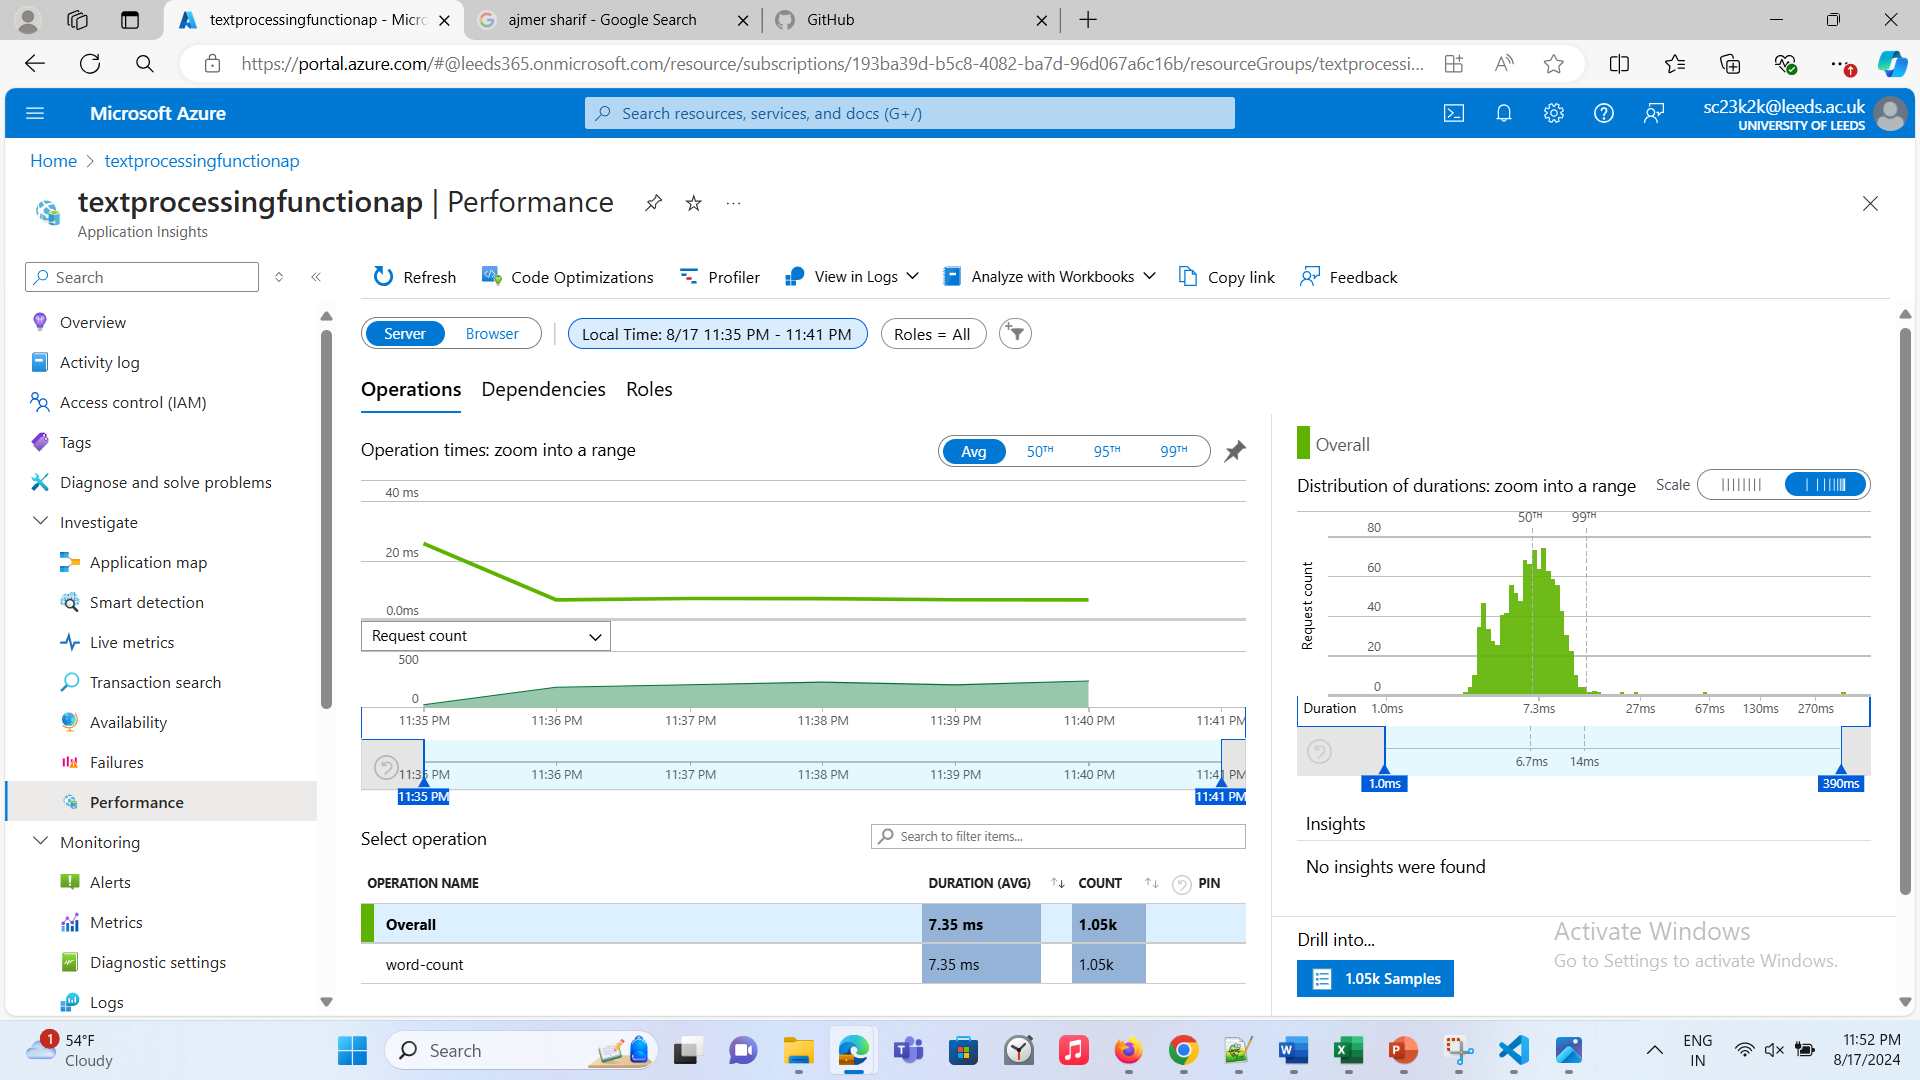 textprocessingfunctionap - Micro
ajmer sharif - Google Search
GitHub
https://portal.azure.com/#@leeds365.onmicrosoft.com/resource/subscriptions/193ba39d-b5c8-4082-ba7d-96d067a6c16b/resourceGroups/textprocessi...
Microsoft Azure
Search resources, services, and docs (G+/)
sc23k2k@leeds.ac.uk
UNIVERSITY OF LEEDS
Home > textprocessingfunctionap
textprocessingfunctionap | Performance
Application Insights
Search
Refresh
Code Optimizations
Profiler
View in Logs
Analyze with Workbooks
Copy link
Feedback
Overview
Activity log
Access control (IAM)
Tags
Diagnose and solve problems
Investigate
Application map
Smart detection
Live metrics
Transaction search
Availability
Failures
Performance
Monitoring
Alerts
Metrics
Diagnostic settings
Logs
Server
Browser
Local Time: 8/17 11:35 PM - 11:41 PM
Roles = All
Operations
Dependencies
Roles
Operation times: zoom into a range
Avg
50TH
95TH
99TH
40 ms
20 ms
0.0ms
Request count
500
0
11:35 PM 11:36 PM 11:37 PM 11:38 PM 11:39 PM 11:40 PM 11:41 PM
11:35 PM 11:36 PM 11:37 PM 11:38 PM 11:39 PM 11:40 PM 11:41 PM
11:35 PM
11:41 PM
Select operation
Search to filter items...
OPERATION NAME DURATION (AVG) COUNT PIN
Overall 7.35 ms 1.05k
word-count 7.35 ms 1.05k
Overall
Distribution of durations: zoom into a range
Scale
50TH 99TH
Request count
80
60
40
20
0
Duration 1.0ms 7.3ms 27ms 67ms 130ms 270ms
6.7ms 14ms
1.0ms
390ms
Insights
No insights were found
Drill into...
1.05k Samples
Activate Windows
Go to Settings to activate Windows.
1
54°F
Cloudy
Search
ENG
IN
11:52 PM
8/17/2024